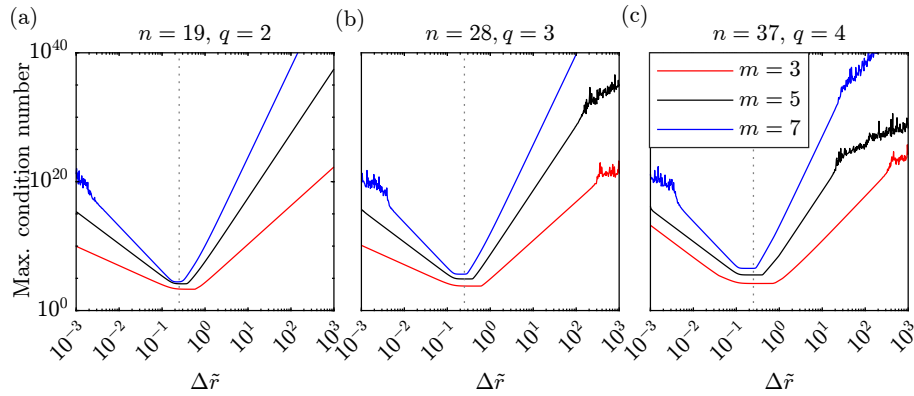 (a) n = 19, q = 2
(b) n = 28, q = 3
(c) n = 37, q = 4
Max. condition number
10^40
10^20
10^0
m = 3
m = 5
m = 7
10^-3 10^-2 10^-1 10^0 10^1 10^2 10^3
10^-3 10^-2 10^-1 10^0 10^1 10^2 10^3
10^-3 10^-2 10^-1 10^0 10^1 10^2 10^3
Δr̃
Δr̃
Δr̃